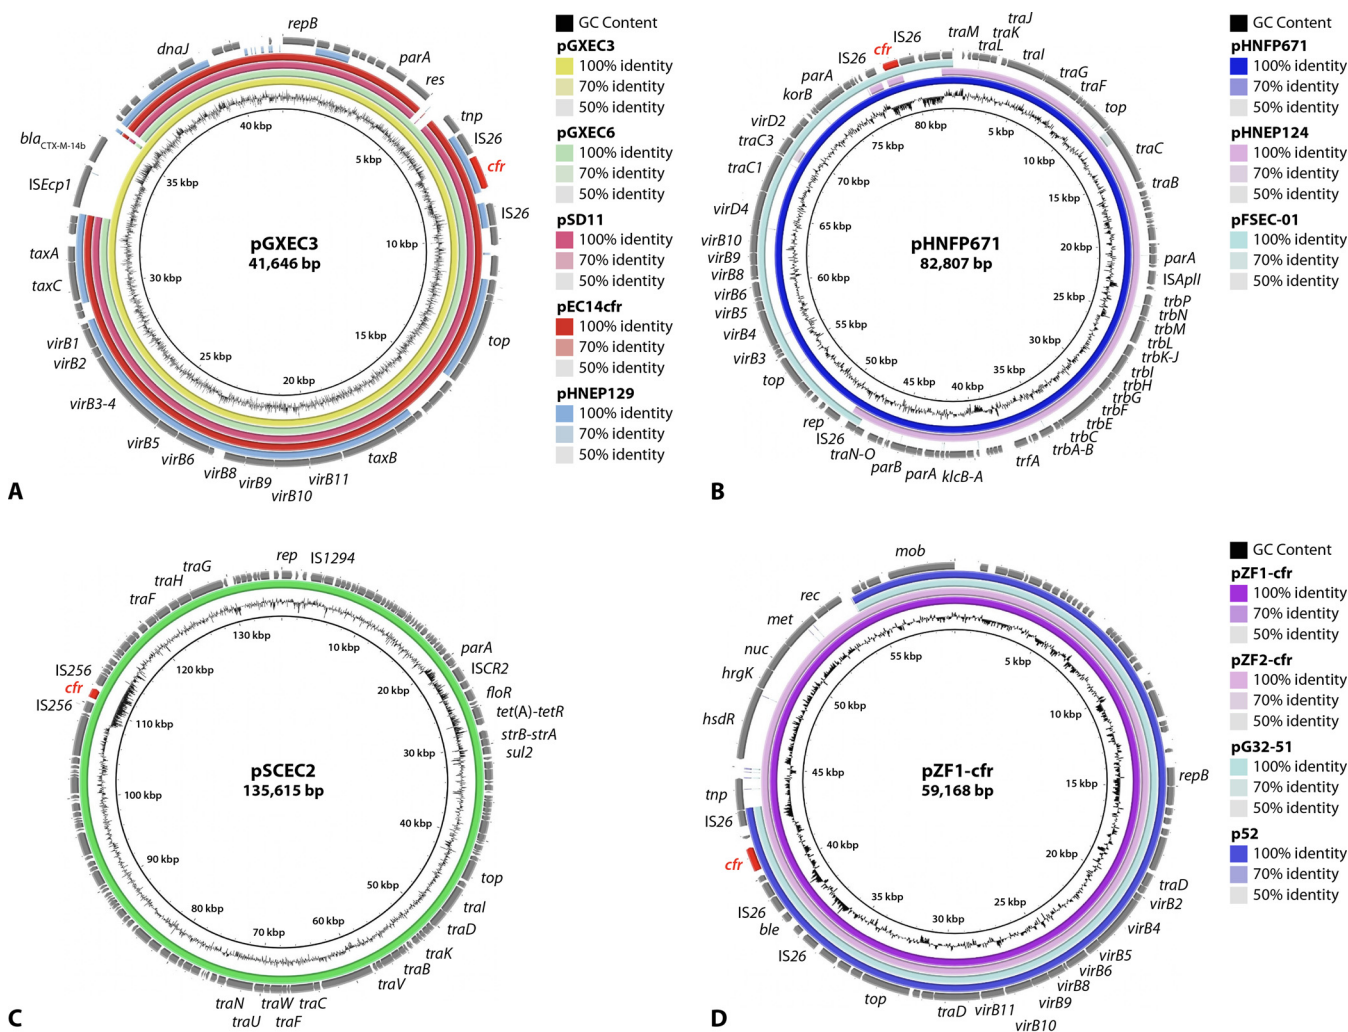 repB
dnaJ
parA
res
tnp
IS26
cfr
IS26
top
taxB
virB11
virB10
virB9
virB8
virB6
virB5
virB3-4
virB2
virB1
taxC
taxA
ISEcp1
blaCTX-M-14b
40 kbp
5 kbp
35 kbp
10 kbp
30 kbp
15 kbp
25 kbp
20 kbp
pGXEC3
41,646 bp
A
GC Content
pGXEC3
100% identity
70% identity
50% identity
pGXEC6
100% identity
70% identity
50% identity
pSD11
100% identity
70% identity
50% identity
pEC14cfr
100% identity
70% identity
50% identity
pHNEP129
100% identity
70% identity
50% identity
traJ
traM
traK
traL
traI
traG
traF
top
traC
traB
parA
ISApII
trbP
trbN
trbM
trbL
trbK-J
trbI
trbH
trbG
trbF
trbE
trbC
trbA-B
trfA
klcB-A
parA
parB
traN-O
IS26
rep
top
virB3
virB4
virB5
virB6
virB8
virB9
virB10
virD4
traC1
traC3
virD2
korB
parA
IS26
cfr
IS26
80 kbp
5 kbp
75 kbp
10 kbp
70 kbp
15 kbp
65 kbp
20 kbp
60 kbp
25 kbp
55 kbp
30 kbp
50 kbp
35 kbp
45 kbp
40 kbp
pHNFP671
82,807 bp
B
GC Content
pHNFP671
100% identity
70% identity
50% identity
pHNEP124
100% identity
70% identity
50% identity
pFSEC-01
100% identity
70% identity
50% identity
rep
IS1294
parA
ISCR2
floR
tet(A)-tetR
strB-strA
sul2
top
traI
traD
traK
traB
traV
traC
traF
traW
traU
traN
IS256
cfr
IS256
traF
traH
traG
130 kbp
10 kbp
120 kbp
20 kbp
110 kbp
30 kbp
100 kbp
40 kbp
90 kbp
50 kbp
80 kbp
60 kbp
70 kbp
pSCEC2
135,615 bp
C
mob
rec
met
nuc
hrgK
hsdR
tnp
IS26
cfr
IS26
ble
IS26
top
traD
virB11
virB10
virB9
virB8
virB6
virB5
virB4
virB2
traD
repB
55 kbp
5 kbp
50 kbp
10 kbp
45 kbp
15 kbp
40 kbp
20 kbp
35 kbp
25 kbp
30 kbp
pZF1-cfr
59,168 bp
D
GC Content
pZF1-cfr
100% identity
70% identity
50% identity
pZF2-cfr
100% identity
70% identity
50% identity
pG32-51
100% identity
70% identity
50% identity
p52
100% identity
70% identity
50% identity